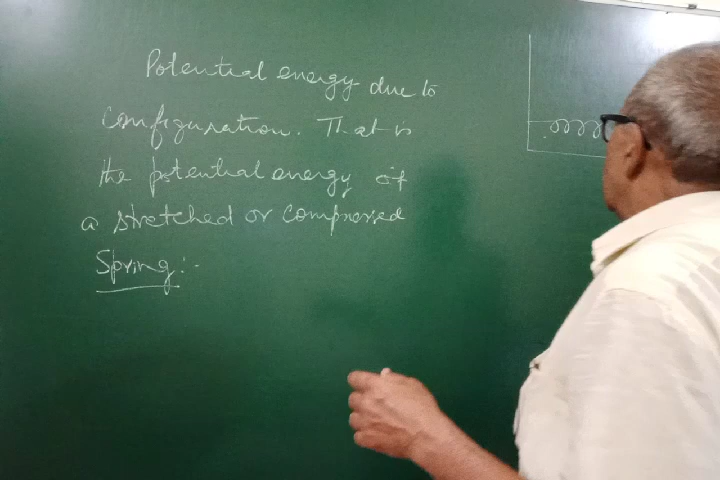 Potential energy due to
configuration. That is
the potential energy of
a stretched or compressed
Spring:-